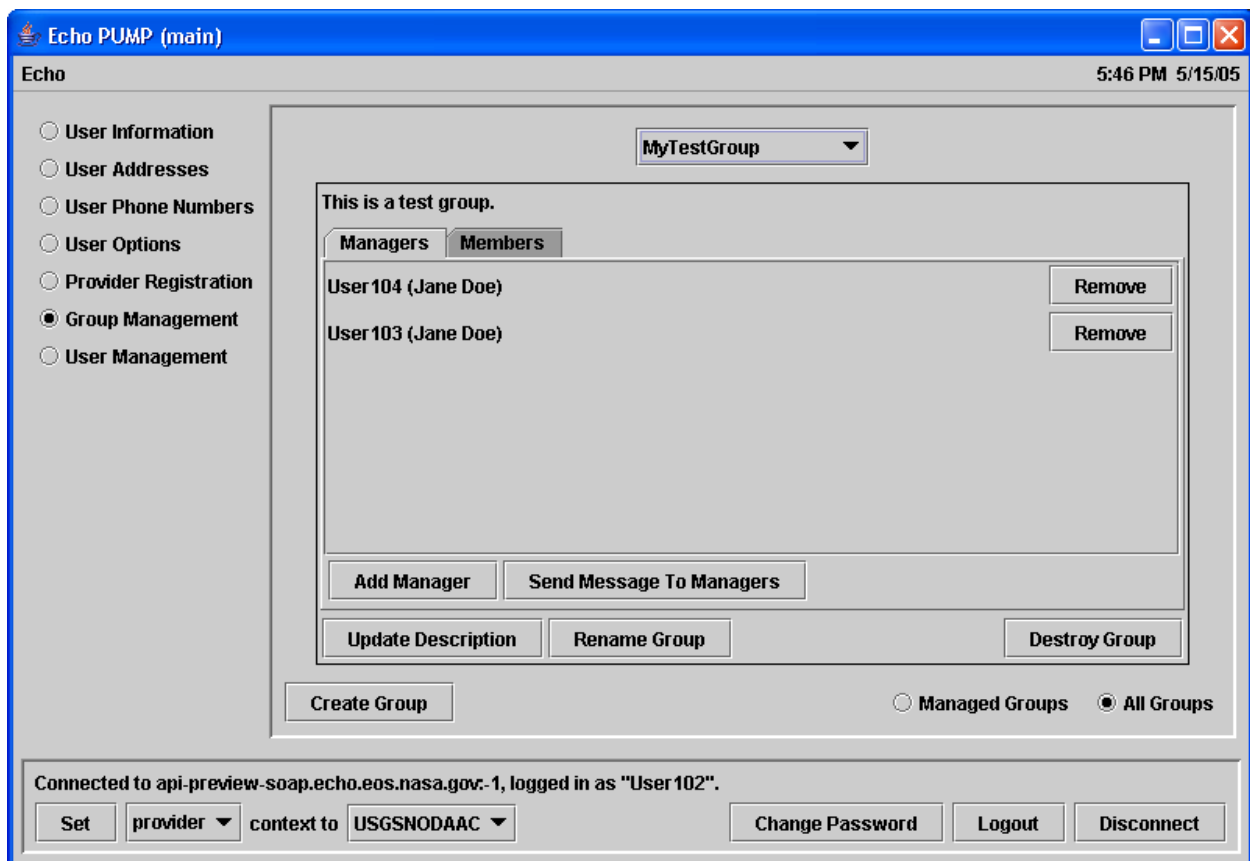 Echo PUMP (main)
Echo 5:46 PM 5/15/05
User Information
User Addresses
User Phone Numbers
User Options
Provider Registration
Group Management
User Management
MyTestGroup
This is a test group.
Managers Members
User104 (Jane Doe) Remove
User103 (Jane Doe) Remove
Add Manager Send Message To Managers
Update Description Rename Group Destroy Group
Create Group Managed Groups All Groups
Connected to api-preview-soap.echo.eos.nasa.gov:-1, logged in as "User102".
Set provider context to USGSNODAAC Change Password Logout Disconnect